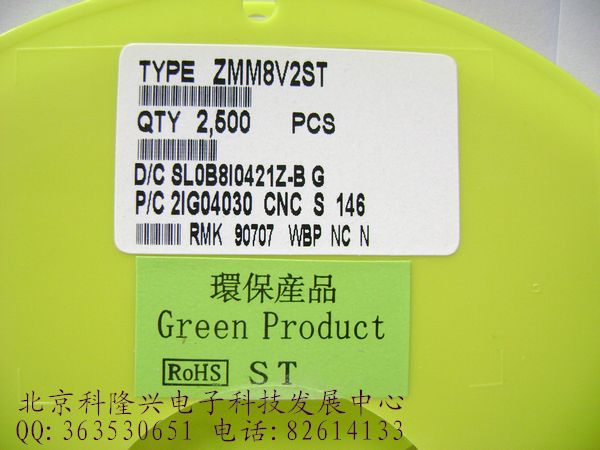 TYPE ZMM8V2ST
QTY 2,500 PCS
D/C SL0B8I0421Z-B G
P/C 2IG04030 CNC S 146
RMK 90707 WBP NC N
環保産品
Green Product
RoHS ST
北京科隆兴电子科技发展中心
QQ:363530651 电话:82614133